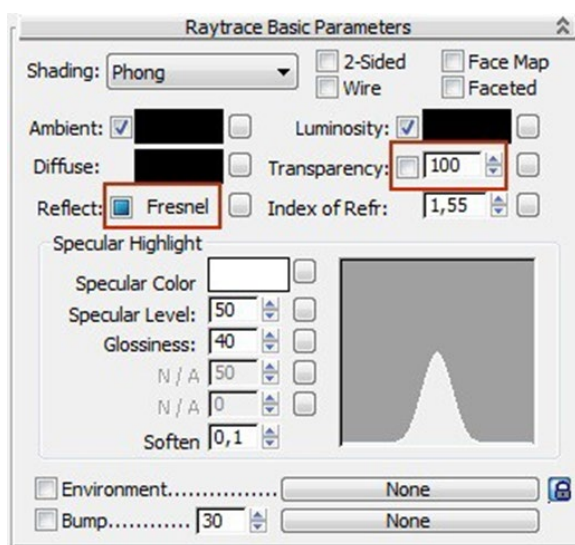 Raytrace Basic Parameters
Shading: Phong 2-Sided Face Map
Wire Faceted
Ambient: Luminosity:
Diffuse: Transparency: 100
Reflect: Fresnel Index of Refr: 1,55
Specular Highlight
Specular Color
Specular Level: 50
Glossiness: 40
N / A 50
N / A 0
Soften 0,1
Environment................ None
Bump............ 30 None